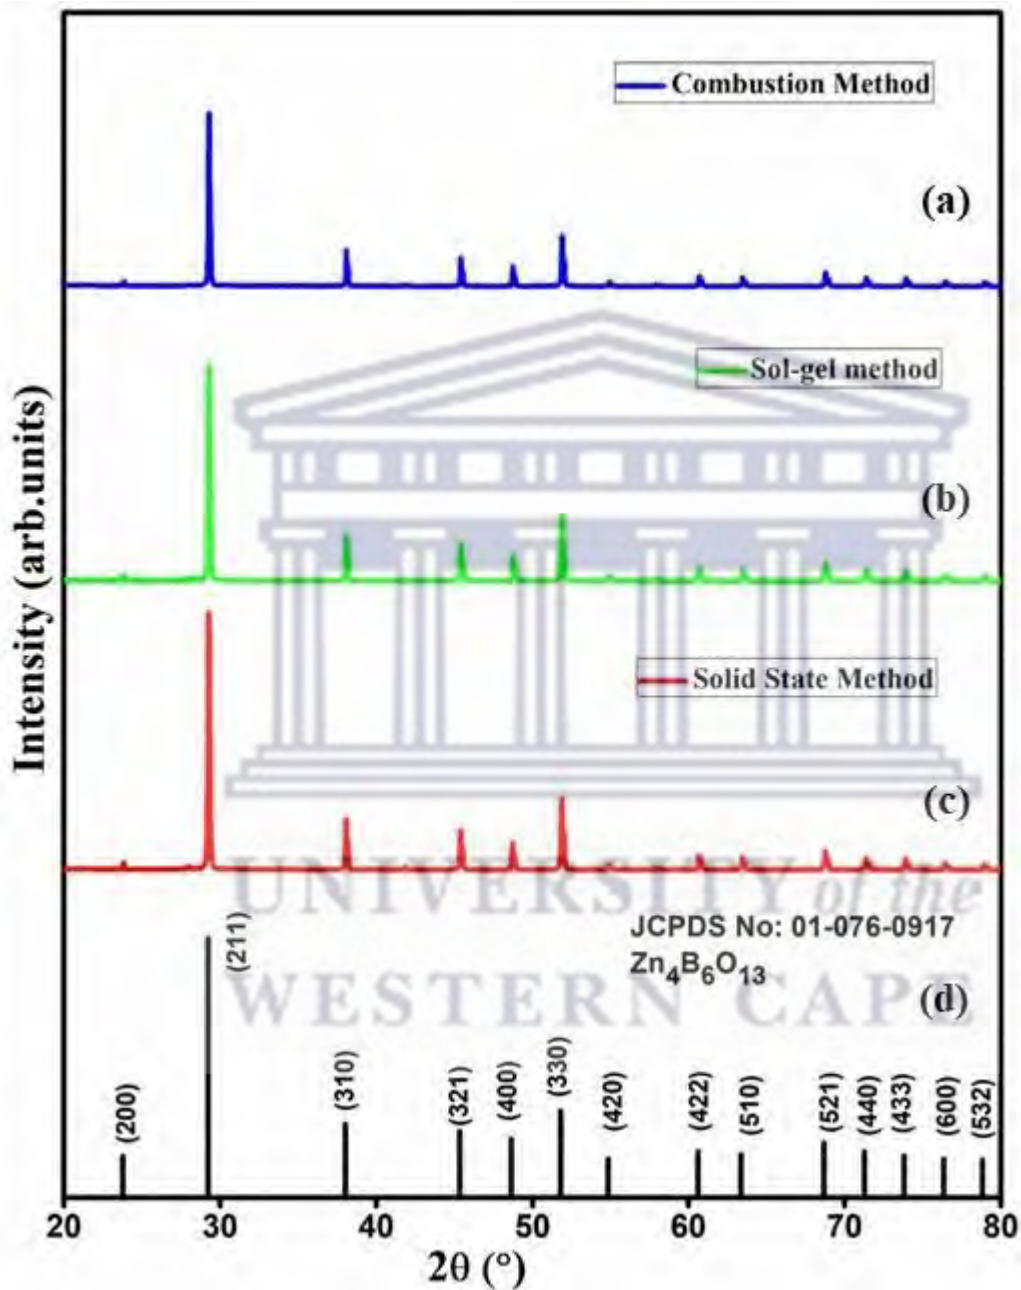 Combustion Method
(a)
Sol-gel method
(b)
Solid State Method
(c)
UNIVERSITY of the
WESTERN CAPE
JCPDS No: 01-076-0917
Zn₄B₆O₁₃
(d)
(200)
(211)
(310)
(321)
(400)
(330)
(420)
(422)
(510)
(521)
(440)
(433)
(600)
(532)
Intensity (arb.units)
20 30 40 50 60 70 80
2θ (°)